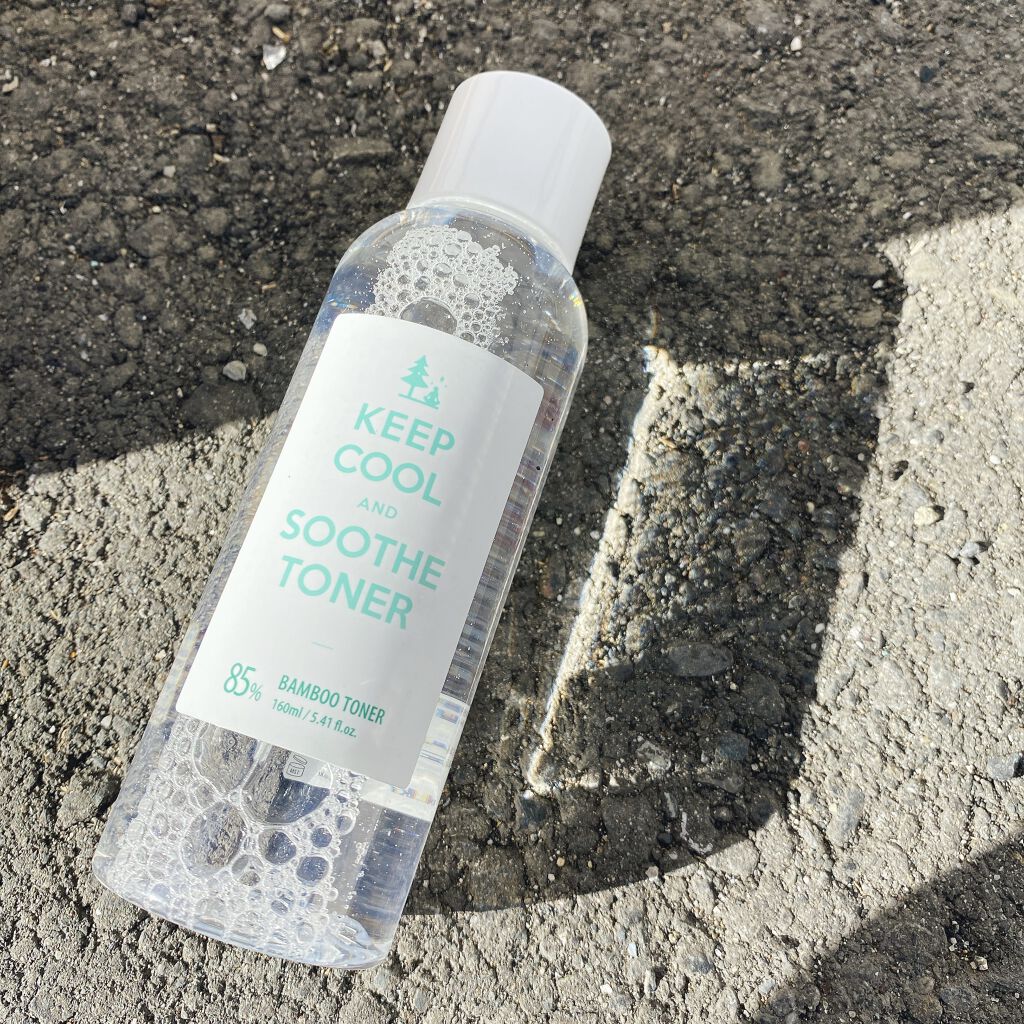 KEEP
COOL
AND
SOOTHE
TONER
85% BAMBOO TONER
160ml / 5.41 fl.oz.